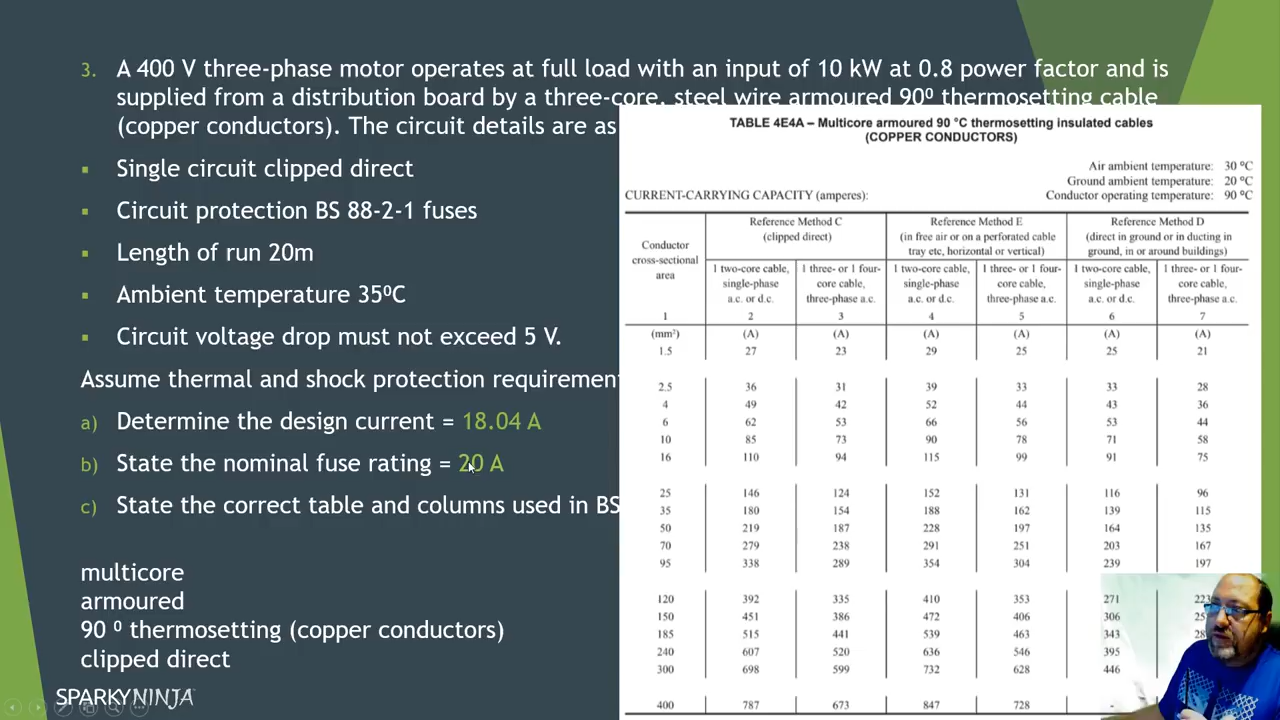 3. A 400 V three-phase motor operates at full load with an input of 10 kW at 0.8 power factor and is
supplied from a distribution board by a three-core, steel wire armoured 90⁰ thermosetting cable
(copper conductors). The circuit details are as
▪ Single circuit clipped direct
▪ Circuit protection BS 88-2-1 fuses
▪ Length of run 20m
▪ Ambient temperature 35⁰C
▪ Circuit voltage drop must not exceed 5 V.
Assume thermal and shock protection requirement
a) Determine the design current = 18.04 A
b) State the nominal fuse rating = 20 A
c) State the correct table and columns used in BS
multicore
armoured
90 ⁰ thermosetting (copper conductors)
clipped direct
SPARKYNINJA
TABLE 4E4A – Multicore armoured 90 °C thermosetting insulated cables
(COPPER CONDUCTORS)
Air ambient temperature: 30 °C
Ground ambient temperature: 20 °C
CURRENT-CARRYING CAPACITY (amperes): Conductor operating temperature: 90 °C
Conductor cross-sectional area
Reference Method C (clipped direct)
Reference Method E (in free air or on a perforated cable tray etc, horizontal or vertical)
Reference Method D (direct in ground or in ducting in ground, in or around buildings)
1 two-core cable, single-phase a.c. or d.c.
1 three- or 1 four-core cable, three-phase a.c.
1 two-core cable, single-phase a.c. or d.c.
1 three- or 1 four-core cable, three-phase a.c.
1 two-core cable, single-phase a.c. or d.c.
1 three- or 1 four-core cable, three-phase a.c.
1 2 3 4 5 6 7
(mm²) (A) (A) (A) (A) (A) (A)
1.5 27 23 29 25 25 21
2.5 36 31 39 33 33 28
4 49 42 52 44 43 36
6 62 53 66 56 53 44
10 85 73 90 78 71 58
16 110 94 115 99 91 75
25 146 124 152 131 116 96
35 180 154 188 162 139 115
50 219 187 228 197 164 135
70 279 238 291 251 203 167
95 338 289 354 304 239 197
120 392 335 410 353 271 223
150 451 386 472 406 306
185 515 441 539 463 343
240 607 520 636 546 395
300 698 599 732 628 446
400 787 673 847 728 -